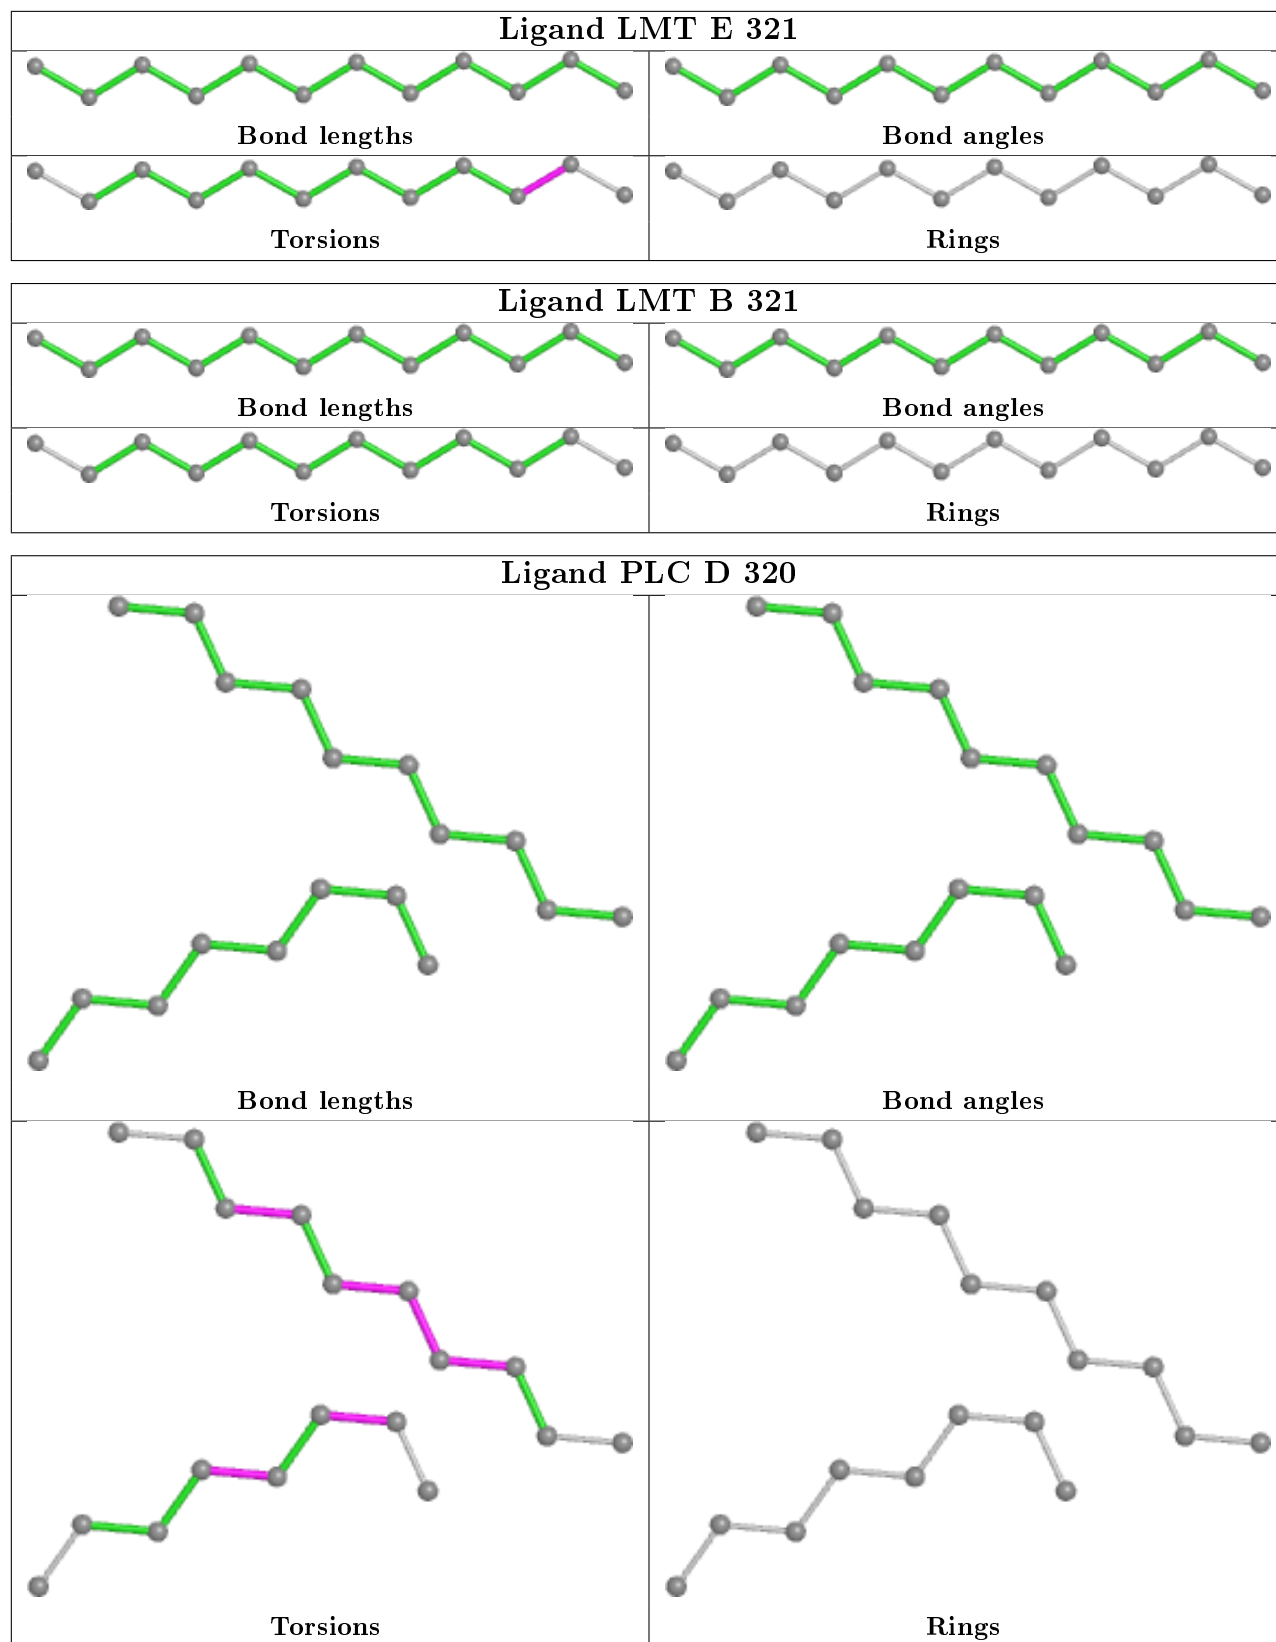 Ligand LMT E 321
Bond lengths
Bond angles
Torsions
Rings
Ligand LMT B 321
Bond lengths
Bond angles
Torsions
Rings
Ligand PLC D 320
Bond lengths
Bond angles
Torsions
Rings